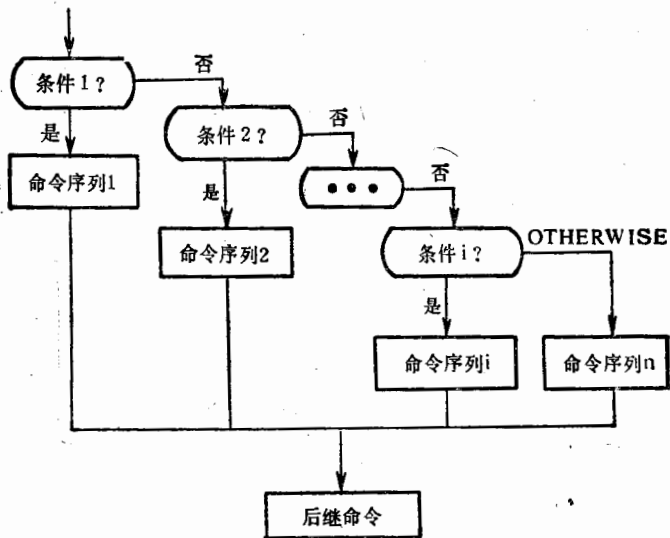 否
条件1？
否
条件2？
是
否
命令序列1
•••
是
OTHERWISE
命令序列2
条件i？
是
命令序列i
命令序列n
后继命令